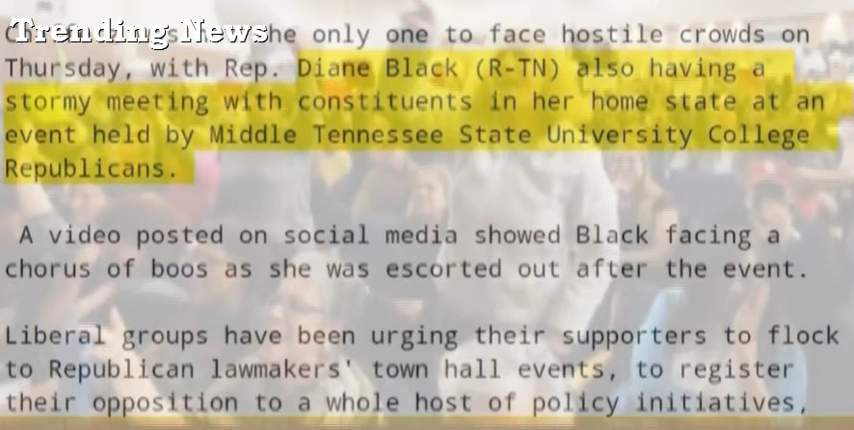 Trending News
he only one to face hostile crowds on
Thursday, with Rep. Diane Black (R-TN) also having a
stormy meeting with constituents in her home state at an
event held by Middle Tennessee State University College
Republicans.
A video posted on social media showed Black facing a
chorus of boos as she was escorted out after the event.
Liberal groups have been urging their supporters to flock
to Republican lawmakers' town hall events, to register
their opposition to a whole host of policy initiatives,